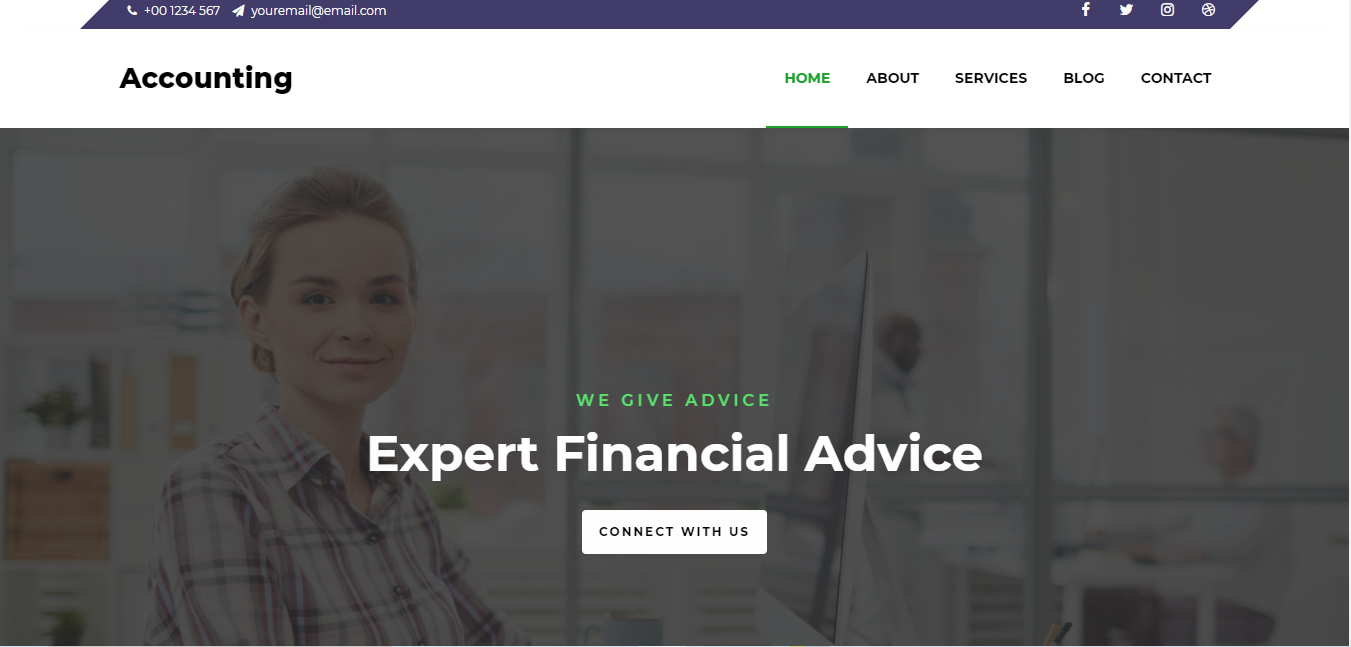 +00 1234 567 youremail@email.com
Accounting
HOME ABOUT SERVICES BLOG CONTACT
WE GIVE ADVICE
Expert Financial Advice
CONNECT WITH US